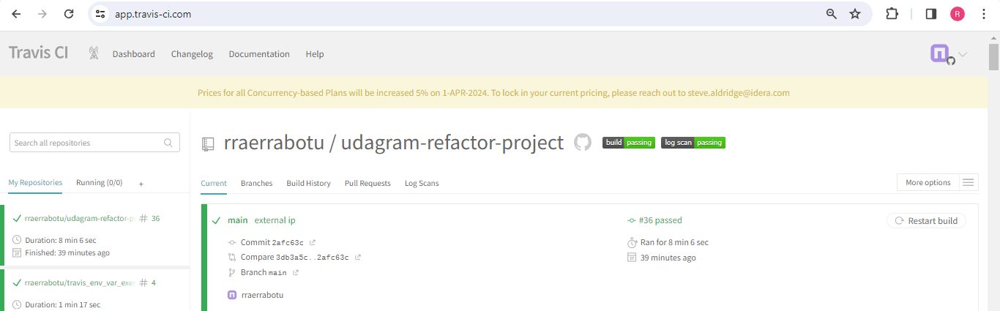 app.travis-ci.com
R
Travis CI
Dashboard Changelog Documentation Help
Prices for all Concurrency-based Plans will be increased 5% on 1-APR-2024. To lock in your current pricing, please reach out to steve.aldridge@idera.com
Search all repositories
rraerrabotu / udagram-refactor-project
build passing
log scan passing
My Repositories Running (0/0) +
Current Branches Build History Pull Requests Log Scans
More options
rraerrabotu/udagram-refactor-p # 36
Duration: 8 min 6 sec
Finished: 39 minutes ago
rraerrabotu/travis_env_var_exe # 4
Duration: 1 min 17 sec
main external ip
Commit 2afc63c
Compare 3db3a5c..2afc63c
Branch main
rraerrabotu
#36 passed
Ran for 8 min 6 sec
39 minutes ago
Restart build